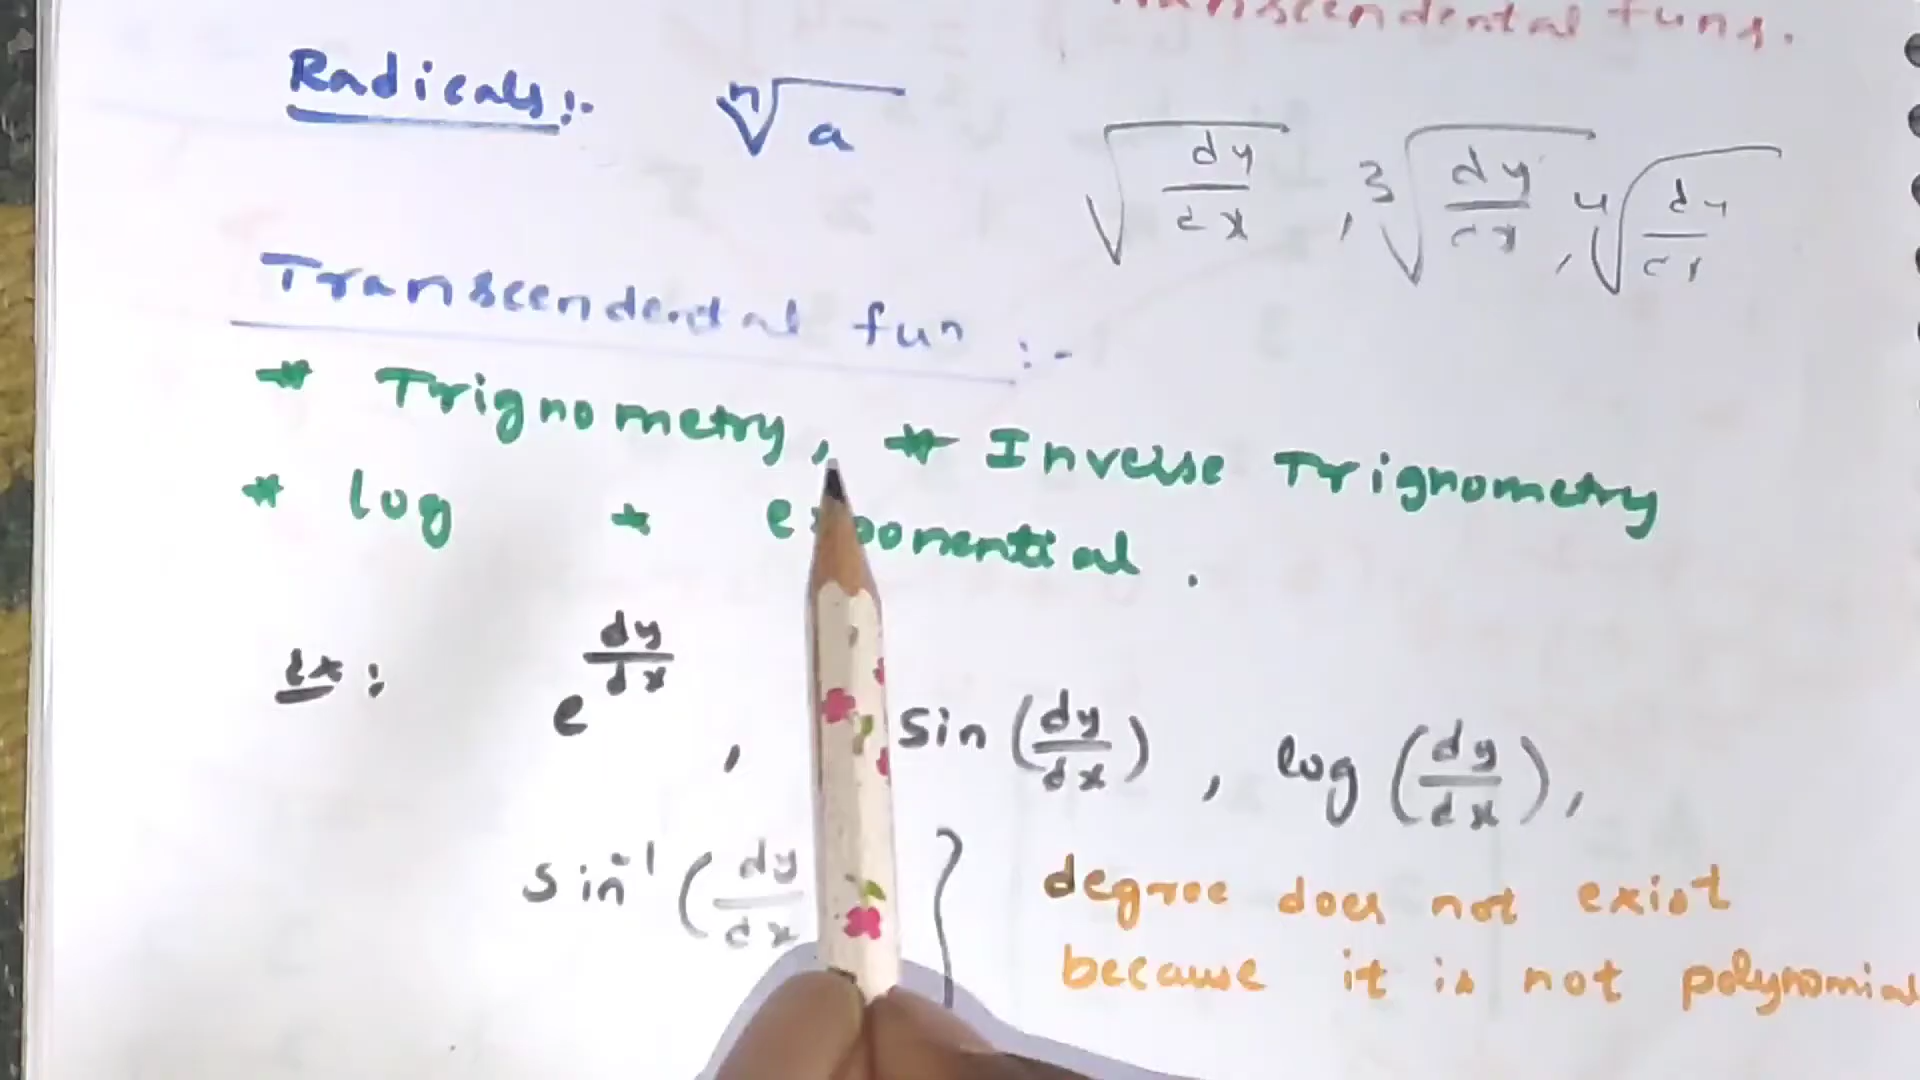 Transcendental funs.
Radicals:- ⁿ√a √(dy/dx) , ³√(dy/dx) , ⁴√(dy/dx)
Transcendental fun :-
* Trignometry, * Inverse Trignometry
* log * exponential .
ex: e^(dy/dx) , sin (dy/dx) , log (dy/dx) ,
sin⁻¹ (dy/dx } degree does not exist
because it is not polynomial